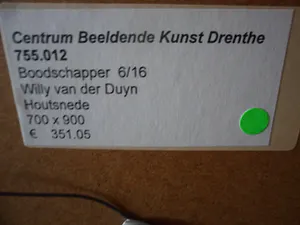 Centrum Beeldende Kunst Drenthe
755.012
Boodschapper 6/16
Willy van der Duyn
Houtsnede
700 x 900
€ 351.05